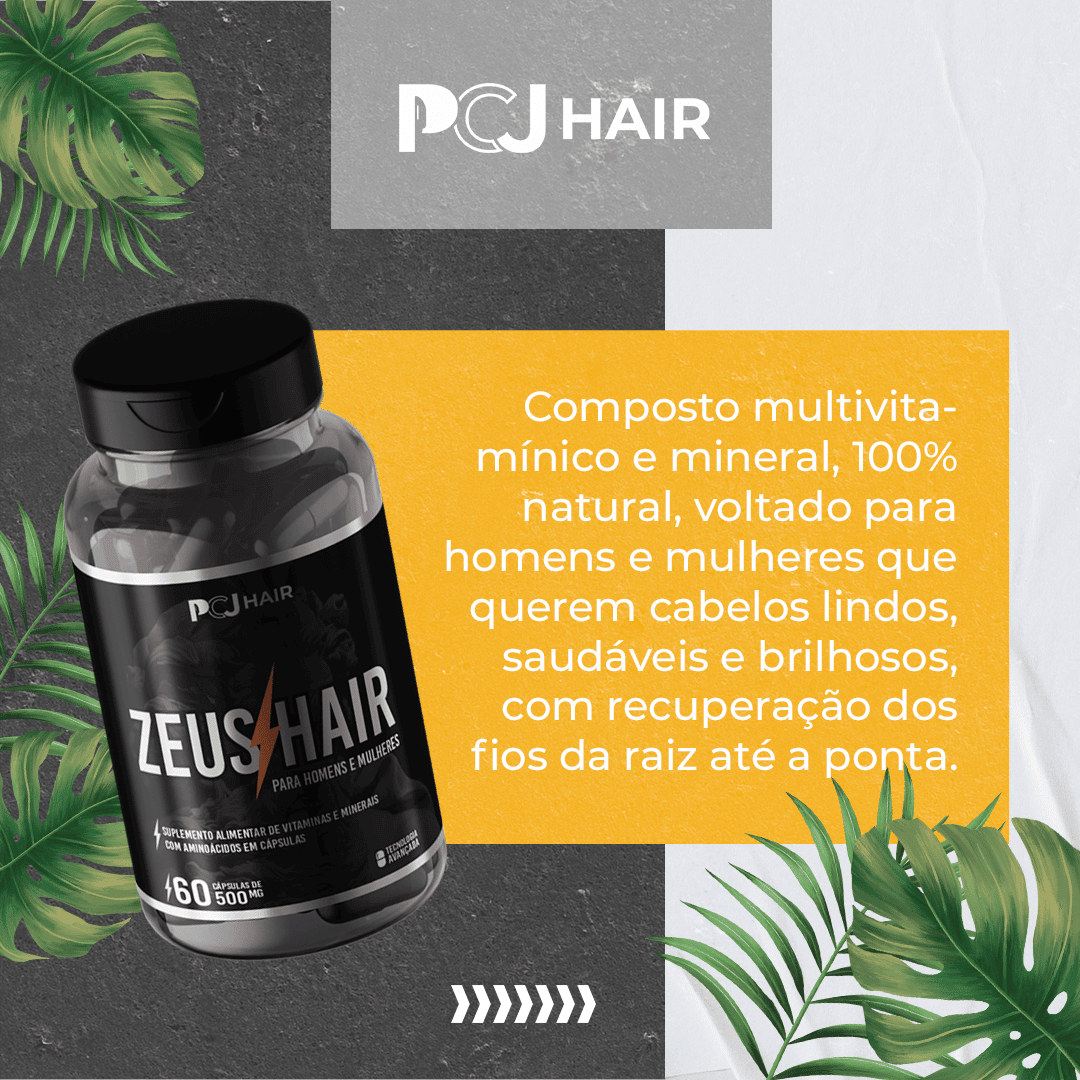 PCJ HAIR
Composto multivita-
mínico e mineral, 100%
natural, voltado para
homens e mulheres que
querem cabelos lindos,
saudáveis e brilhosos,
com recuperação dos
fios da raiz até a ponta.
PCJ HAIR
ZEUS HAIR
PARA HOMENS E MULHERES
SUPLEMENTO ALIMENTAR DE VITAMINAS E MINERAIS
COM AMINOÁCIDOS EM CÁPSULAS
TECNOLOGIA
AVANÇADA
60 CÁPSULAS DE
500 MG